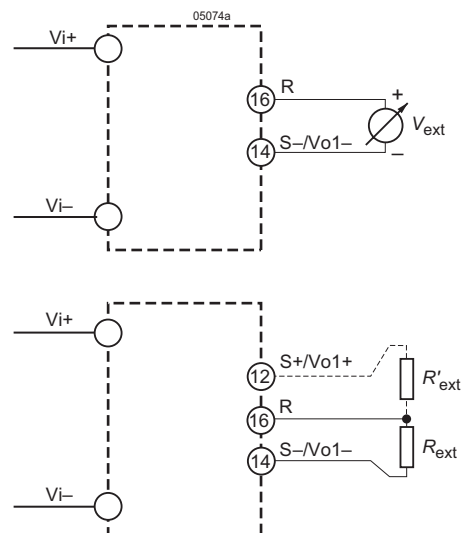 05074a
Vi+
16 R
+
Vext
14 S–/Vo1–
–
Vi–
Vi+
S+/Vo1+
12
R'ext
R
16
S–/Vo1–
14
Rext
Vi–